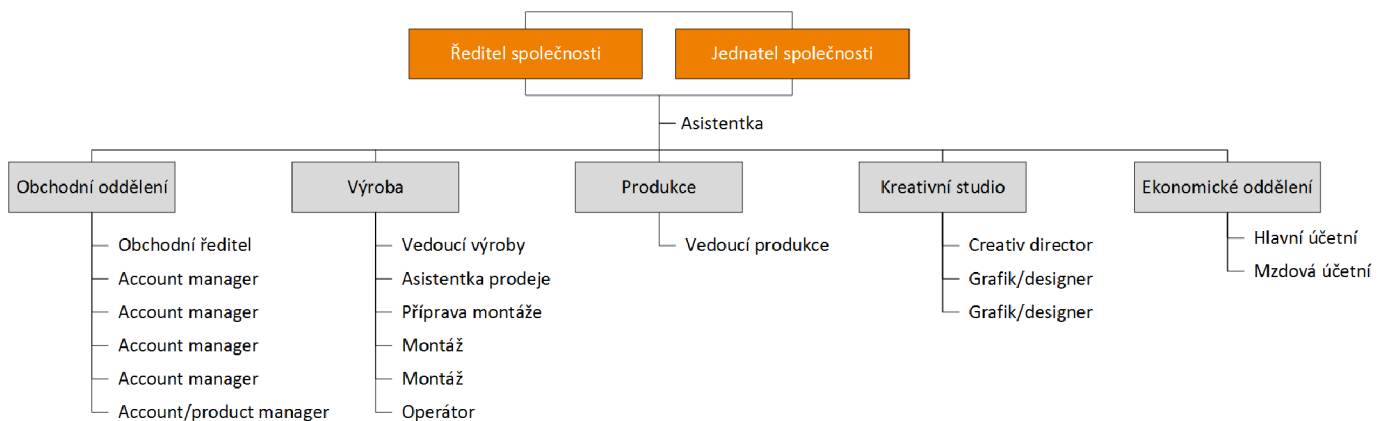 Ředitel společnosti
Jednatel společnosti
Asistentka
Obchodní oddělení
Obchodní ředitel
Account manager
Account manager
Account manager
Account manager
Account/product manager
Výroba
Vedoucí výroby
Asistentka prodeje
Příprava montáže
Montáž
Montáž
Operátor
Produkce
Vedoucí produkce
Kreativní studio
Creativ director
Grafik/designer
Grafik/designer
Ekonomické oddělení
Hlavní účetní
Mzdová účetní